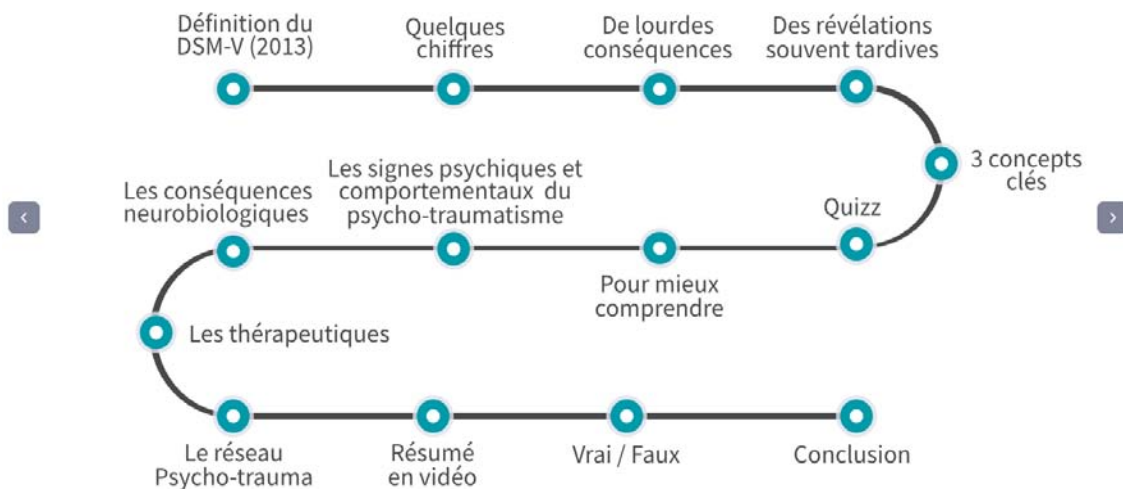 Définition du
DSM-V (2013)
Quelques
chiffres
De lourdes
conséquences
Des révélations
souvent tardives
3 concepts
clés
Quizz
Pour mieux
comprendre
Les signes psychiques et
comportementaux du
psycho-traumatisme
Les conséquences
neurobiologiques
Les thérapeutiques
Le réseau
Psycho-trauma
Résumé
en vidéo
Vrai / Faux
Conclusion